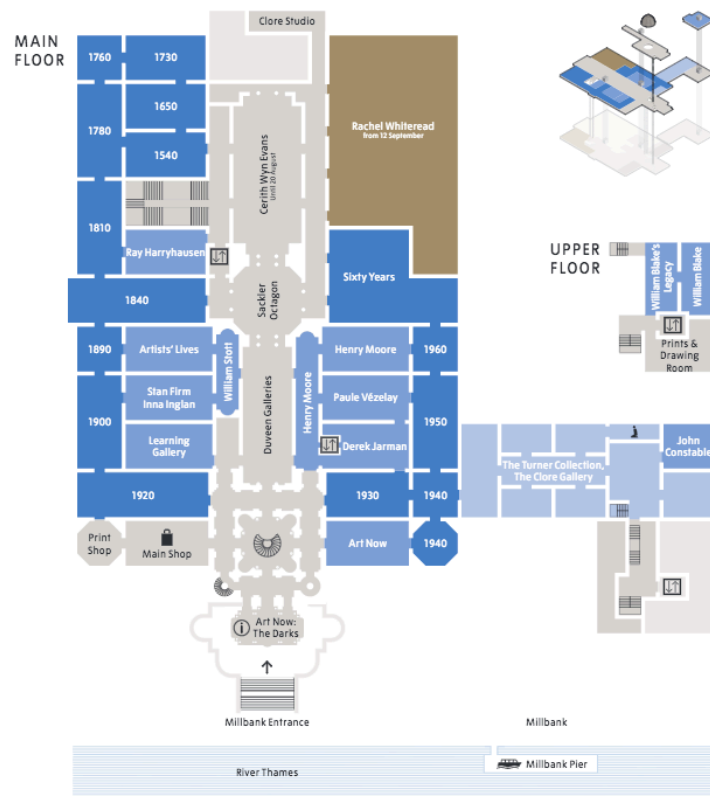 MAIN
FLOOR
Clore Studio
1760
1730
1650
1780
1540
Cerith Wyn Evans
Until 20 August
Rachel Whiteread
from 12 September
1810
Ray Harryhausen
UPPER
FLOOR
William Blake's
Legacy
William Blake
Prints &
Drawing
Room
Sixty Years
Sackler
Octagon
1840
1890
Artists' Lives
William Stott
Henry Moore
Henry Moore
1960
Stan Firm
Inna Inglan
Duveen Galleries
Paule Vézelay
1900
1950
Learning
Gallery
Derek Jarman
The Turner Collection,
The Clore Gallery
John
Constable
1920
1930
1940
Print
Shop
Main Shop
Art Now
1940
i
Art Now:
The Darks
Millbank Entrance
Millbank
River Thames
Millbank Pier